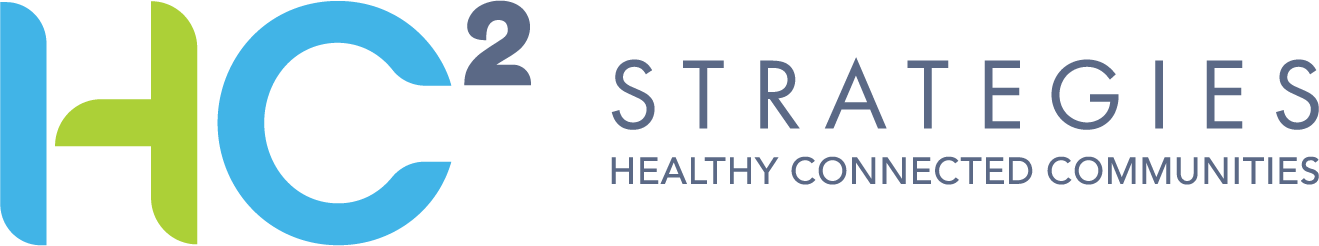 HC²
STRATEGIES
HEALTHY CONNECTED COMMUNITIES